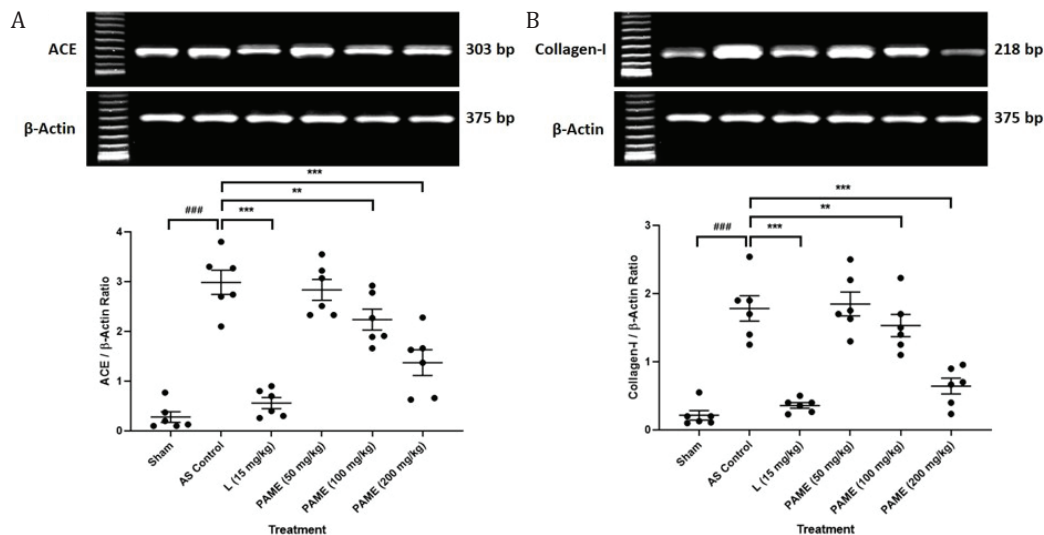 A
ACE
303 bp
β-Actin
375 bp
***
**
###
***
ACE / β-Actin Ratio
4
3
2
1
0
Sham
AS Control
L (15 mg/kg)
PAME (50 mg/kg)
PAME (100 mg/kg)
PAME (200 mg/kg)
Treatment
B
Collagen-I
218 bp
β-Actin
375 bp
***
**
###
***
Collagen-I / β-Actin Ratio
3
2
1
0
Sham
AS Control
L (15 mg/kg)
PAME (50 mg/kg)
PAME (100 mg/kg)
PAME (200 mg/kg)
Treatment